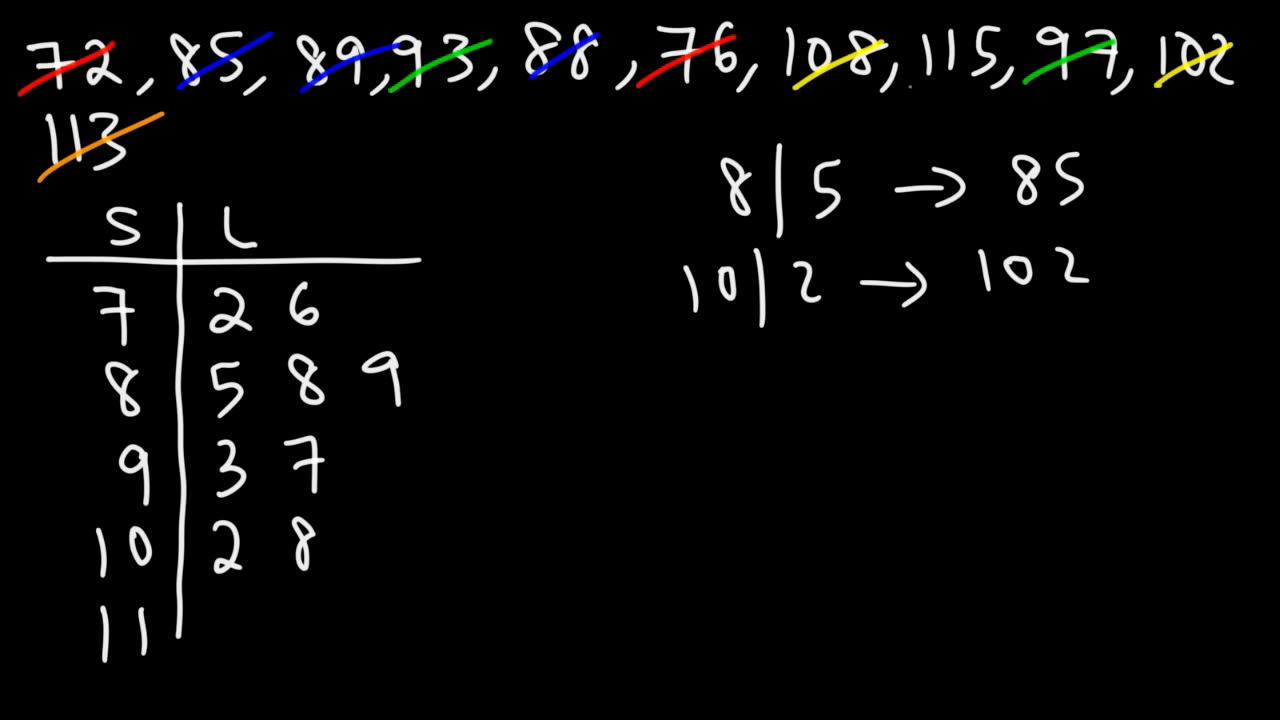 72, 85, 89, 93, 88, 76, 108, 115, 97, 102
113
8 | 5 → 85
10 | 2 → 102
S | L
7 | 2 6
8 | 5 8 9
9 | 3 7
10 | 2 8
11 |